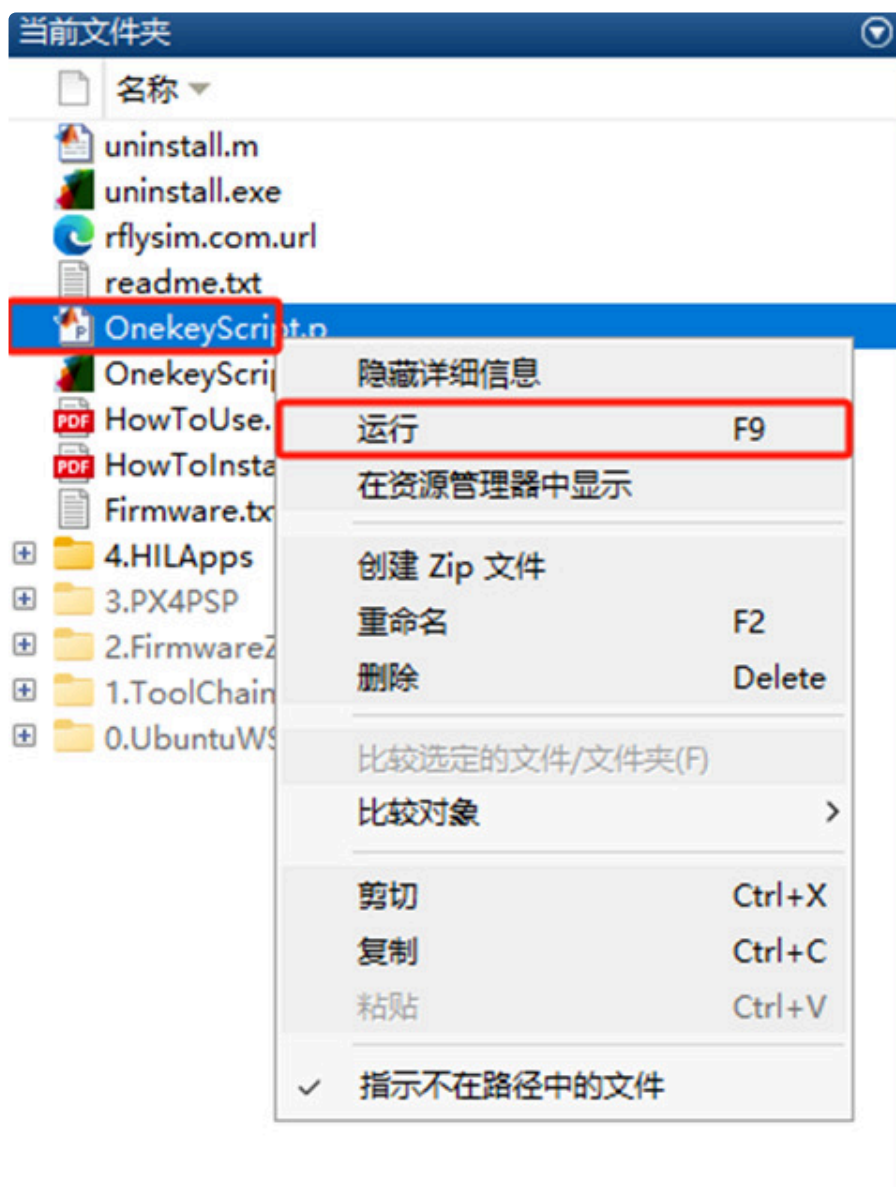 当前文件夹
名称
uninstall.m
uninstall.exe
rflysim.com.url
readme.txt
OnekeyScript.p
隐藏详细信息
OnekeyScrip
运行 F9
HowToUse.
在资源管理器中显示
HowToInsta
Firmware.tx
4.HILApps
创建 Zip 文件
3.PX4PSP
重命名 F2
2.FirmwareZ
删除 Delete
1.ToolChain
0.UbuntuWS
比较选定的文件/文件夹(F)
比较对象
剪切 Ctrl+X
复制 Ctrl+C
粘贴 Ctrl+V
指示不在路径中的文件
PDF
PDF